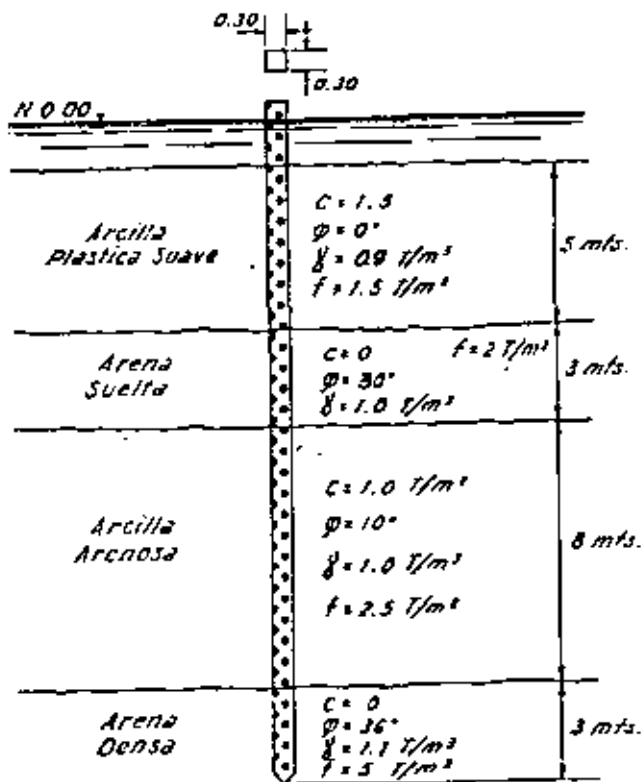 0.30
0.30
N 0.00
Arcilla
Plastica Suave
C = 1.5
φ = 0°
γ = 0.9 T/m³
f = 1.5 T/m²
5 mts.
Arena
Suelta
C = 0
f = 2 T/m²
φ = 30°
γ = 1.0 T/m³
3 mts.
Arcilla
Arenosa
C = 1.0 T/m²
φ = 10°
γ = 1.0 T/m³
f = 2.5 T/m²
8 mts.
Arena
Densa
C = 0
φ = 36°
γ = 1.1 T/m³
f = 5 T/m²
3 mts.